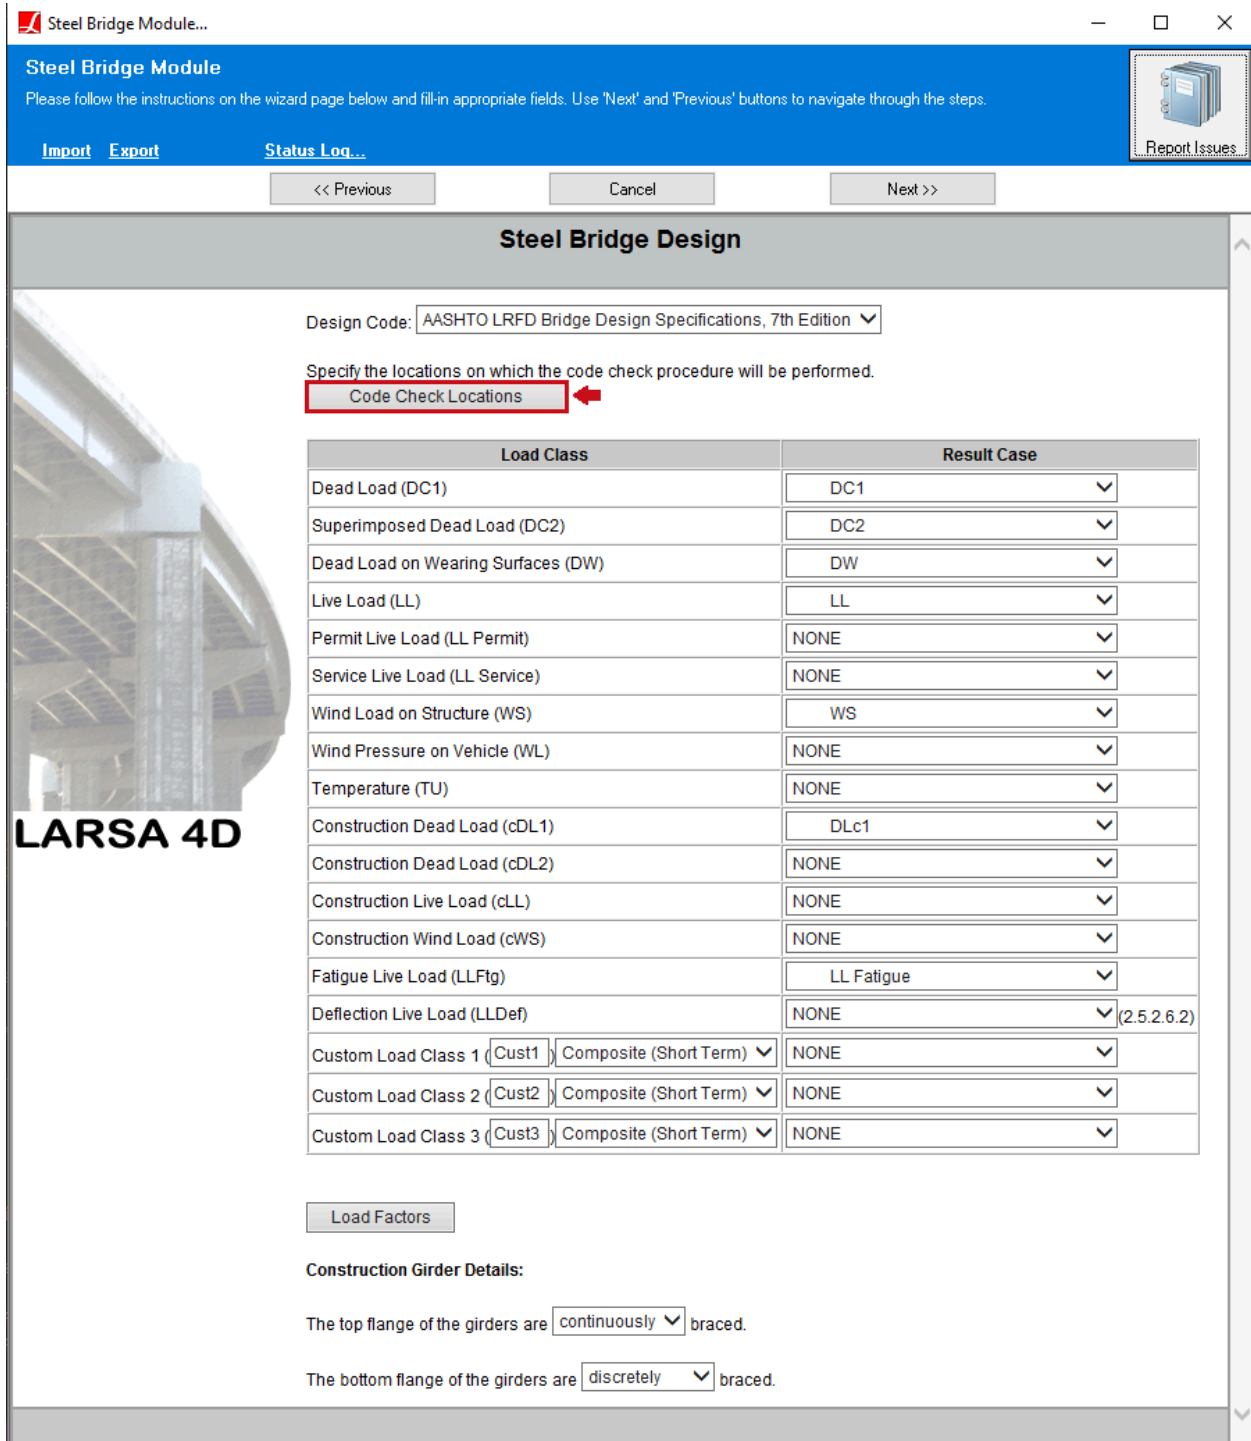 Steel Bridge Module...
Steel Bridge Module
Please follow the instructions on the wizard page below and fill-in appropriate fields. Use 'Next' and 'Previous' buttons to navigate through the steps.
Import Export Status Log...
Report Issues
<< Previous Cancel Next >>
Steel Bridge Design
Design Code: AASHTO LRFD Bridge Design Specifications, 7th Edition
Specify the locations on which the code check procedure will be performed.
Code Check Locations
Load Class Result Case
Dead Load (DC1) DC1
Superimposed Dead Load (DC2) DC2
Dead Load on Wearing Surfaces (DW) DW
Live Load (LL) LL
Permit Live Load (LL Permit) NONE
Service Live Load (LL Service) NONE
Wind Load on Structure (WS) WS
Wind Pressure on Vehicle (WL) NONE
Temperature (TU) NONE
Construction Dead Load (cDL1) DLc1
Construction Dead Load (cDL2) NONE
Construction Live Load (cLL) NONE
Construction Wind Load (cWS) NONE
Fatigue Live Load (LLFtg) LL Fatigue
Deflection Live Load (LLDef) NONE (2.5.2.6.2)
Custom Load Class 1 (Cust1) Composite (Short Term) NONE
Custom Load Class 2 (Cust2) Composite (Short Term) NONE
Custom Load Class 3 (Cust3) Composite (Short Term) NONE
LARSA 4D
Load Factors
Construction Girder Details:
The top flange of the girders are continuously braced.
The bottom flange of the girders are discretely braced.